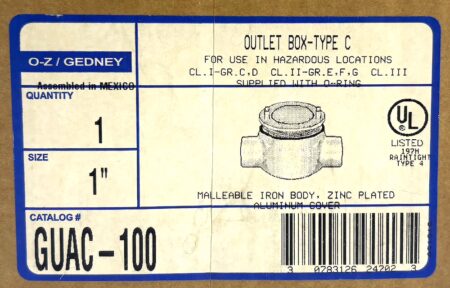 O-Z / GEDNEY
Assembled in MEXICO
QUANTITY
1
SIZE
1"
CATALOG #
GUAC-100
OUTLET BOX-TYPE C
FOR USE IN HAZARDOUS LOCATIONS
CL.I-GR.C,D CL.II-GR.E,F,G CL.III
SUPPLIED WITH O-RING
UL
LISTED
197H
RAINTIGHT
TYPE 4
MALLEABLE IRON BODY, ZINC PLATED
ALUMINUM COVER
3 0783126 24702 3